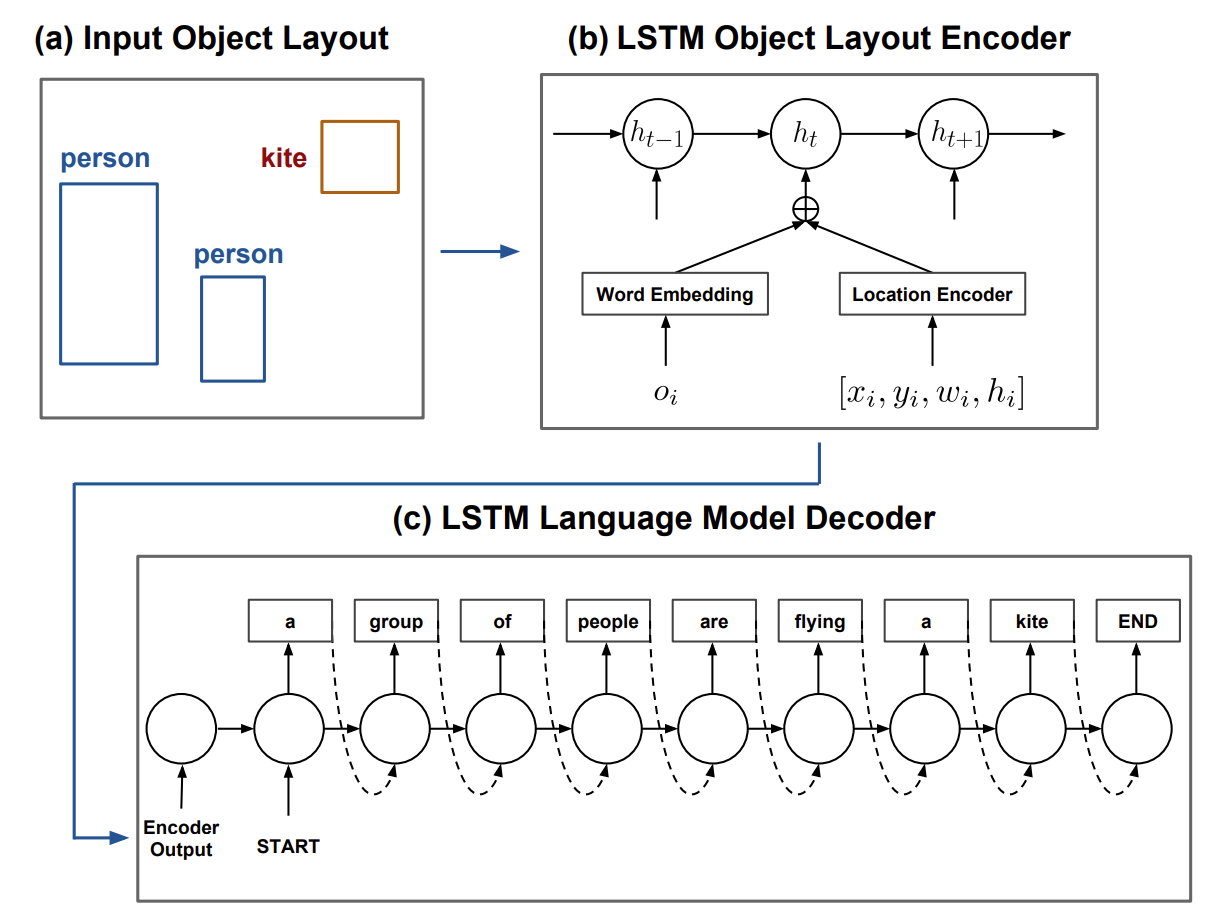 (a) Input Object Layout
person
kite
person
(b) LSTM Object Layout Encoder
h_{t-1}
h_t
h_{t+1}
Word Embedding
Location Encoder
o_i
[x_i, y_i, w_i, h_i]
(c) LSTM Language Model Decoder
a
group
of
people
are
flying
a
kite
END
Encoder
Output
START